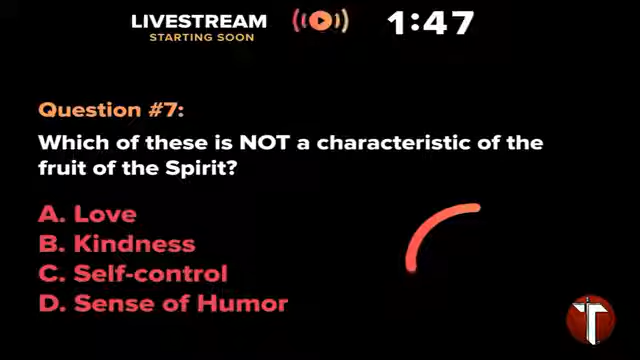 LIVESTREAM
STARTING SOON
1:47
Question #7:
Which of these is NOT a characteristic of the
fruit of the Spirit?
A. Love
B. Kindness
C. Self-control
D. Sense of Humor